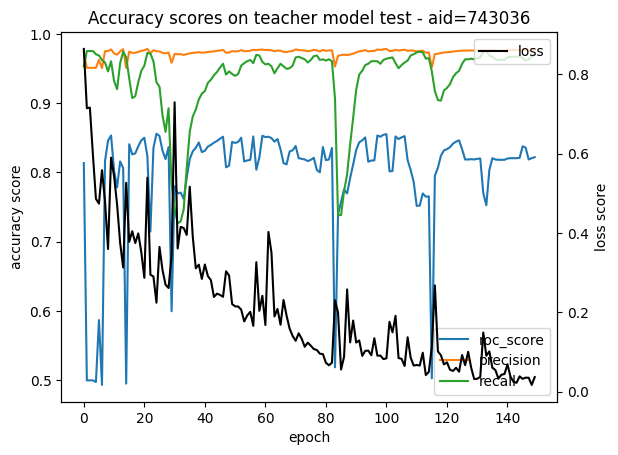 Accuracy scores on teacher model test - aid=743036
accuracy score
1.0
0.9
0.8
0.7
0.6
0.5
loss
0.8
0.6
0.4
0.2
0.0
loss score
roc_score
precision
recall
0 20 40 60 80 100 120 140
epoch